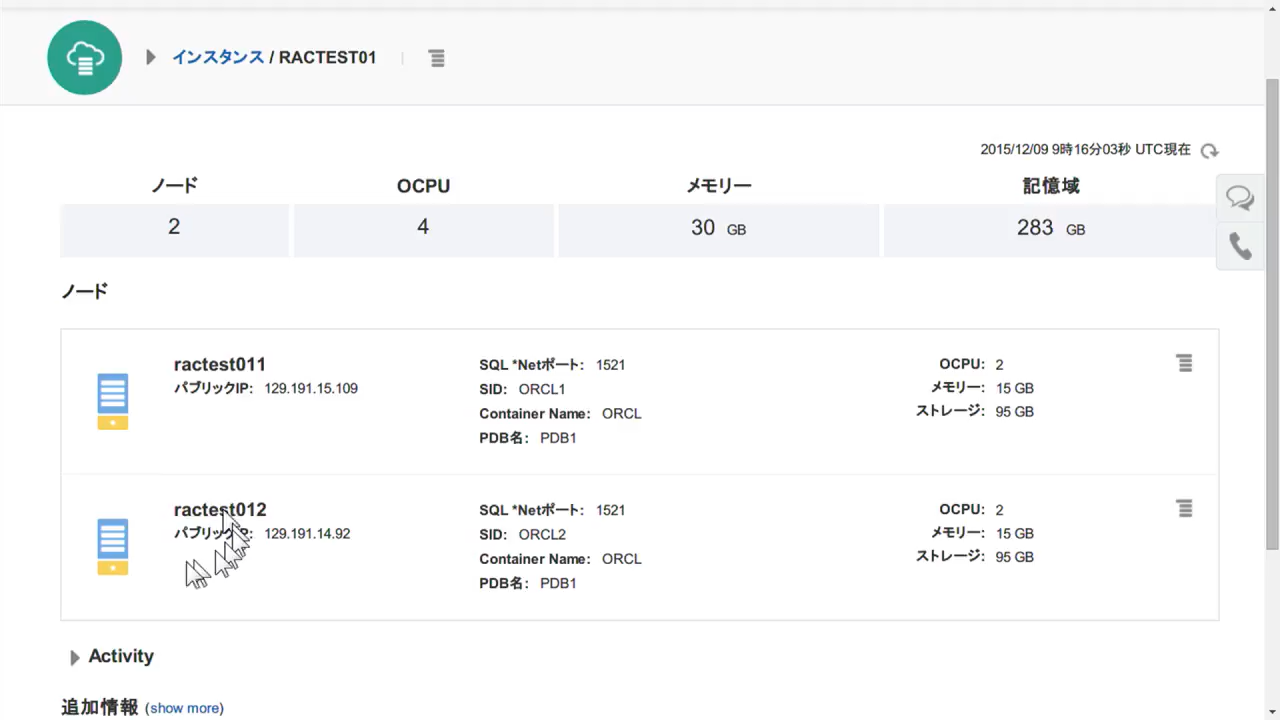 インスタンス / RACTEST01
2015/12/09 9時16分03秒 UTC現在
ノード OCPU メモリー 記憶域
2 4 30 GB 283 GB
ノード
ractest011 SQL *Netポート: 1521 OCPU: 2
パブリックIP: 129.191.15.109 SID: ORCL1 メモリー: 15 GB
Container Name: ORCL ストレージ: 95 GB
PDB名: PDB1
ractest012 SQL *Netポート: 1521 OCPU: 2
パブリックIP: 129.191.14.92 SID: ORCL2 メモリー: 15 GB
Container Name: ORCL ストレージ: 95 GB
PDB名: PDB1
Activity
追加情報 (show more)